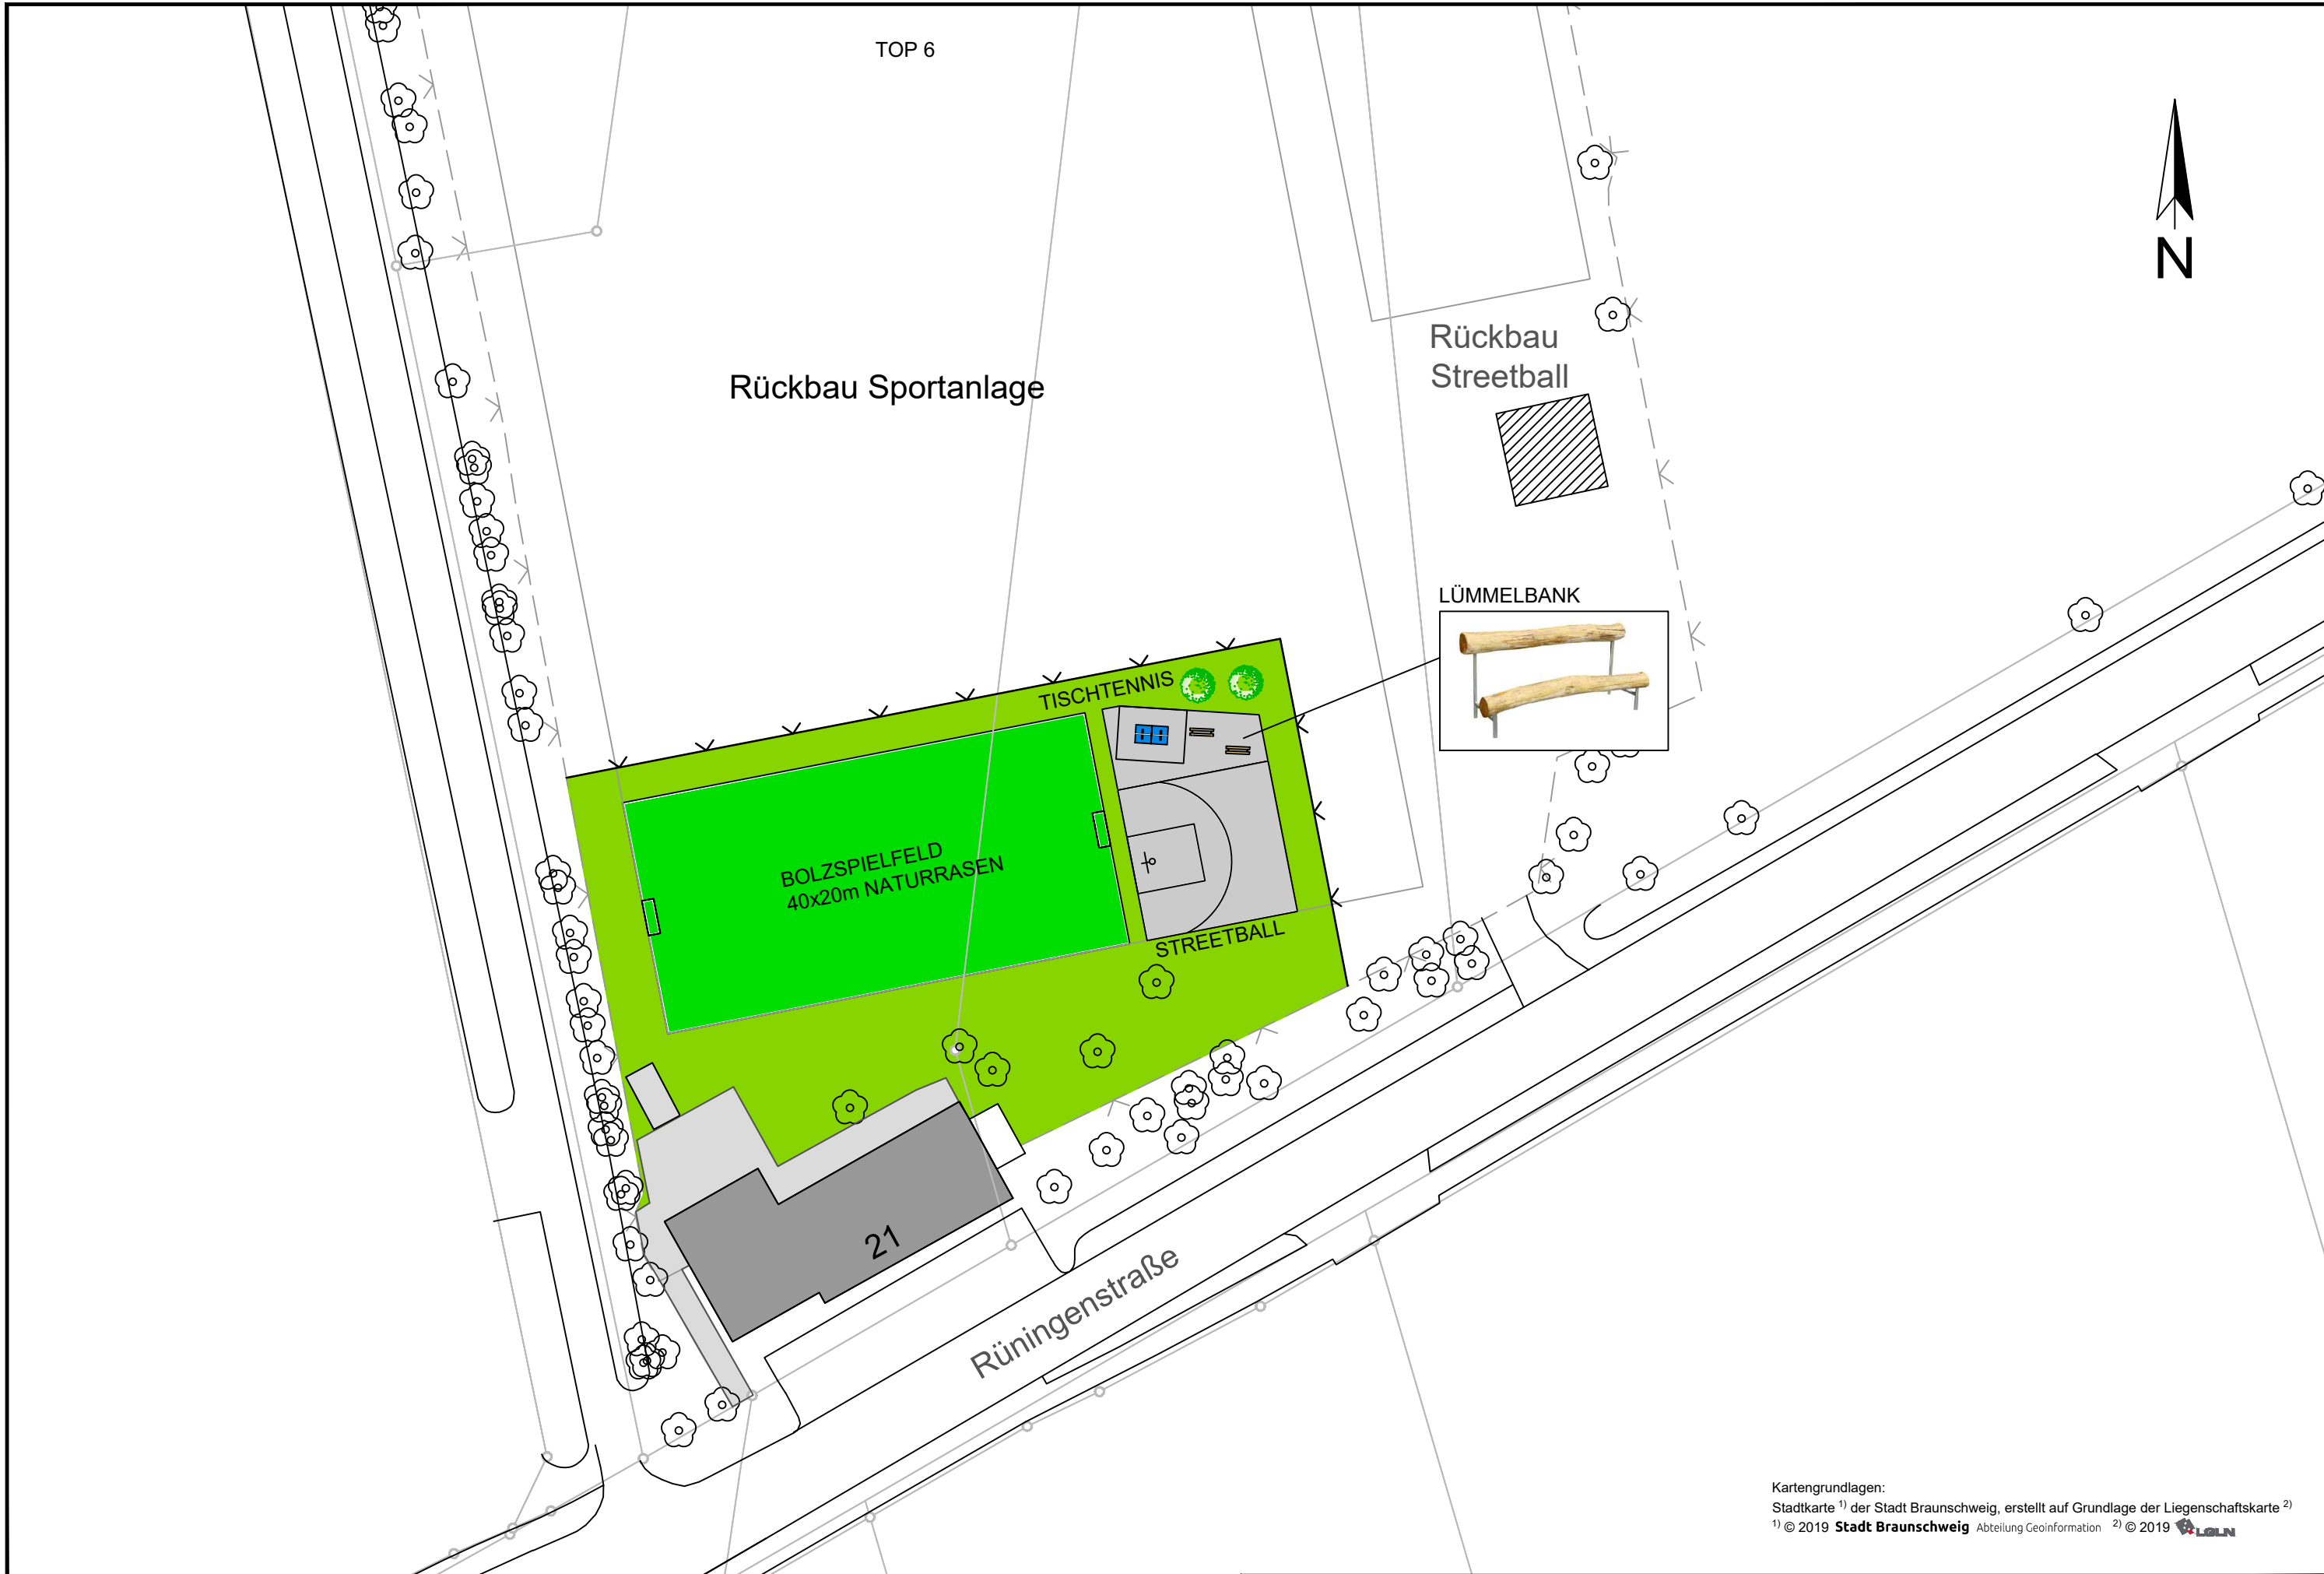 TOP 6
N
Rückbau
Streetball
Rückbau Sportanlage
LÜMMELBANK
TISCHTENNIS
BOLZSPIELFELD
40x20m NATURRASEN
STREETBALL
21
Rüningenstraße
Kartengrundlagen:
Stadtkarte 1) der Stadt Braunschweig, erstellt auf Grundlage der Liegenschaftskarte 2)
1) © 2019 Stadt Braunschweig Abteilung Geoinformation 2) © 2019 LGLN